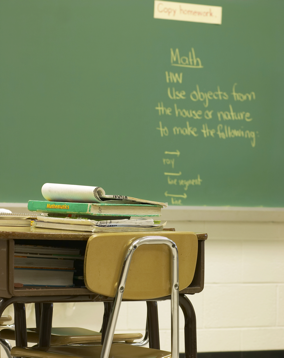 Copy homework
Math
HW
Use objects from
the house or nature
to make the following:
ray
line segment
line